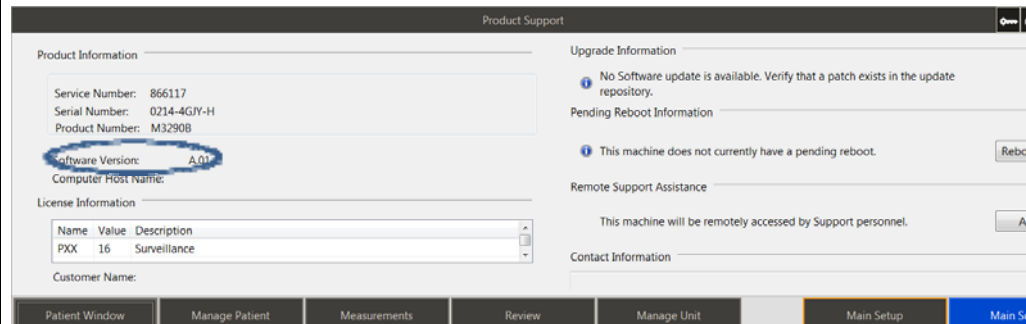 Product Support
Product Information
Service Number: 866117
Serial Number: 0214-4GJY-H
Product Number: M3290B
Software Version: A.01
Computer Host Name:
License Information
Name Value Description
PXX 16 Surveillance
Customer Name:
Upgrade Information
No Software update is available. Verify that a patch exists in the update
repository.
Pending Reboot Information
This machine does not currently have a pending reboot.
Rebo
Remote Support Assistance
This machine will be remotely accessed by Support personnel.
A
Contact Information
Patient Window
Manage Patient
Measurements
Review
Manage Unit
Main Setup
Main S